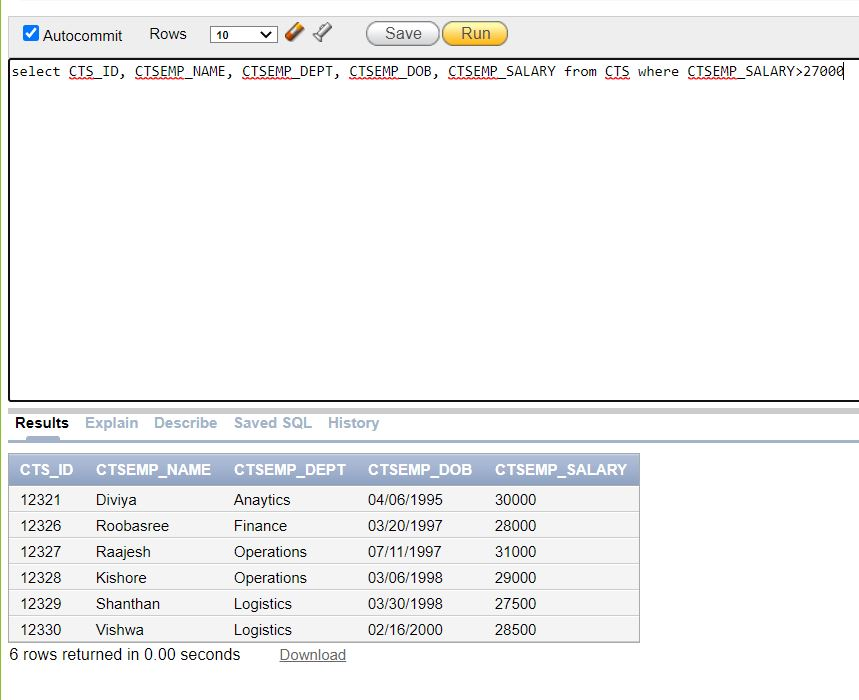 Autocommit Rows 10 Save Run
select CTS_ID, CTSEMP_NAME, CTSEMP_DEPT, CTSEMP_DOB, CTSEMP_SALARY from CTS where CTSEMP_SALARY>27000
Results Explain Describe Saved SQL History
CTS_ID CTSEMP_NAME CTSEMP_DEPT CTSEMP_DOB CTSEMP_SALARY
12321 Diviya Anaytics 04/06/1995 30000
12326 Roobasree Finance 03/20/1997 28000
12327 Raajesh Operations 07/11/1997 31000
12328 Kishore Operations 03/06/1998 29000
12329 Shanthan Logistics 03/30/1998 27500
12330 Vishwa Logistics 02/16/2000 28500
6 rows returned in 0.00 seconds Download